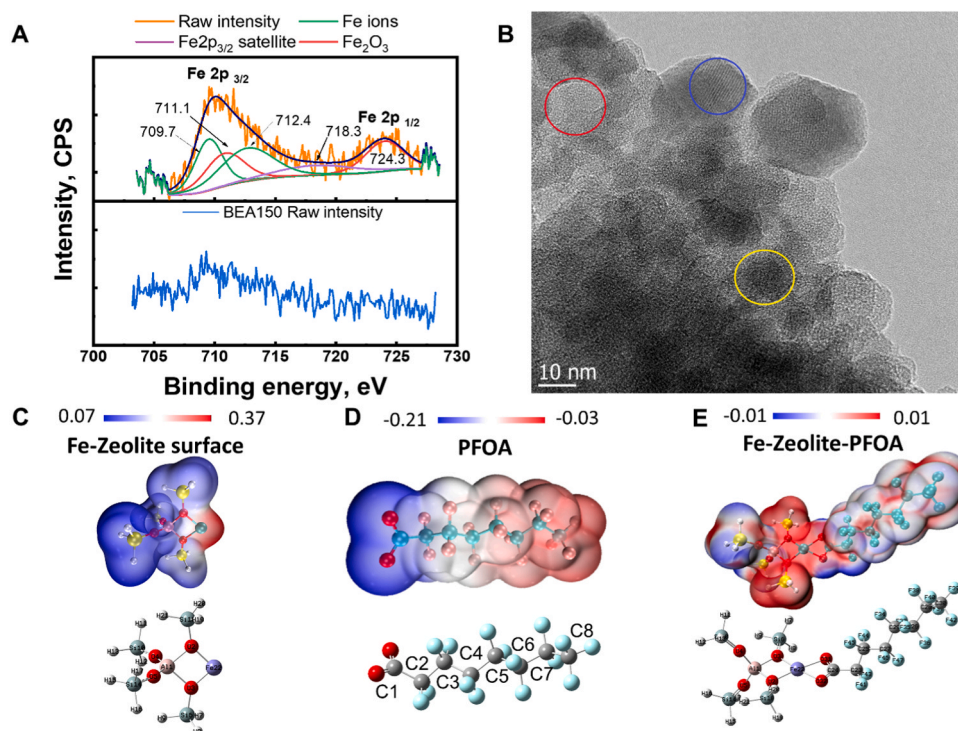 A
Raw intensity
Fe ions
Fe2p3/2 satellite
Fe2O3
Fe 2p 3/2
711.1
709.7
712.4
718.3
Fe 2p 1/2
724.3
BEA150 Raw intensity
Intensity, CPS
700 705 710 715 720 725 730
Binding energy, eV
B
10 nm
C
0.07
0.37
Fe-Zeolite surface
D
-0.21
-0.03
PFOA
C1
C2
C3
C4
C5
C6
C7
C8
E
-0.01
0.01
Fe-Zeolite-PFOA